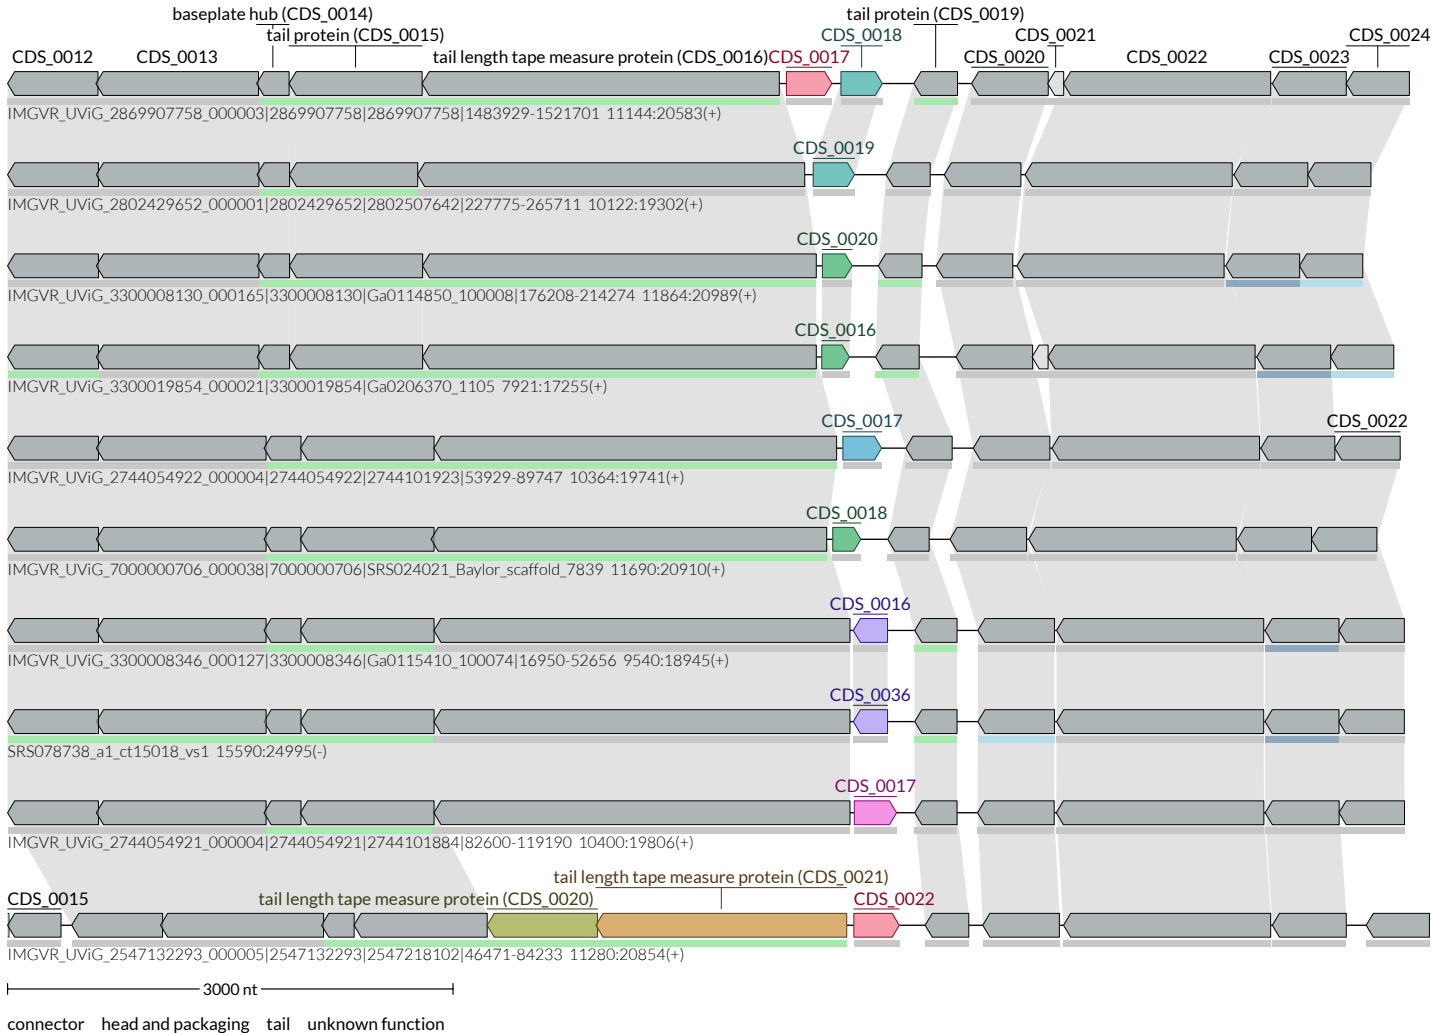 baseplate hub (CDS_0014) tail protein (CDS_0019)
tail protein (CDS_0015) CDS_0018 CDS_0021 CDS_0024
CDS_0012 CDS_0013 tail length tape measure protein (CDS_0016) CDS_0017 CDS_0020 CDS_0022 CDS_0023
IMGVR_UViG_2869907758_000003|2869907758|2869907758|1483929-1521701 11144:20583(+)
CDS_0019
IMGVR_UViG_2802429652_000001|2802429652|2802507642|227775-265711 10122:19302(+)
CDS_0020
IMGVR_UViG_3300008130_000165|3300008130|Ga0114850_100008|176208-214274 11864:20989(+)
CDS_0016
IMGVR_UViG_3300019854_000021|3300019854|Ga0206370_1105 7921:17255(+)
CDS_0017 CDS_0022
IMGVR_UViG_2744054922_000004|2744054922|2744101923|53929-89747 10364:19741(+)
CDS_0018
IMGVR_UViG_7000000706_000038|7000000706|SRS024021_Baylor_scaffold_7839 11690:20910(+)
CDS_0016
IMGVR_UViG_3300008346_000127|3300008346|Ga0115410_100074|16950-52656 9540:18945(+)
CDS_0036
SRS078738_a1_ct15018_vs1 15590:24995(-)
CDS_0017
IMGVR_UViG_2744054921_000004|2744054921|2744101884|82600-119190 10400:19806(+)
tail length tape measure protein (CDS_0021)
CDS_0015 tail length tape measure protein (CDS_0020) CDS_0022
IMGVR_UViG_2547132293_000005|2547132293|2547218102|46471-84233 11280:20854(+)
3000 nt
connector head and packaging tail unknown function